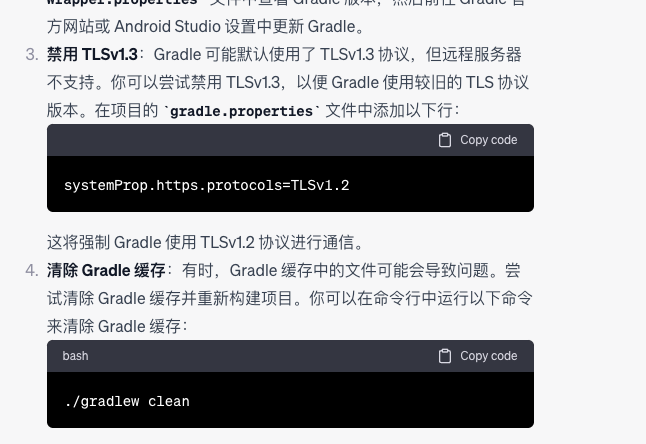 wrapper.properties` 文件中查看 Gradle 版本，然后前往 Gradle 官
方网站或 Android Studio 设置中更新 Gradle。
3. 禁用 TLSv1.3：Gradle 可能默认使用了 TLSv1.3 协议，但远程服务器
不支持。你可以尝试禁用 TLSv1.3，以便 Gradle 使用较旧的 TLS 协议
版本。在项目的 `gradle.properties` 文件中添加以下行：
Copy code
systemProp.https.protocols=TLSv1.2
这将强制 Gradle 使用 TLSv1.2 协议进行通信。
4. 清除 Gradle 缓存：有时，Gradle 缓存中的文件可能会导致问题。尝
试清除 Gradle 缓存并重新构建项目。你可以在命令行中运行以下命令
来清除 Gradle 缓存：
bash Copy code
./gradlew clean